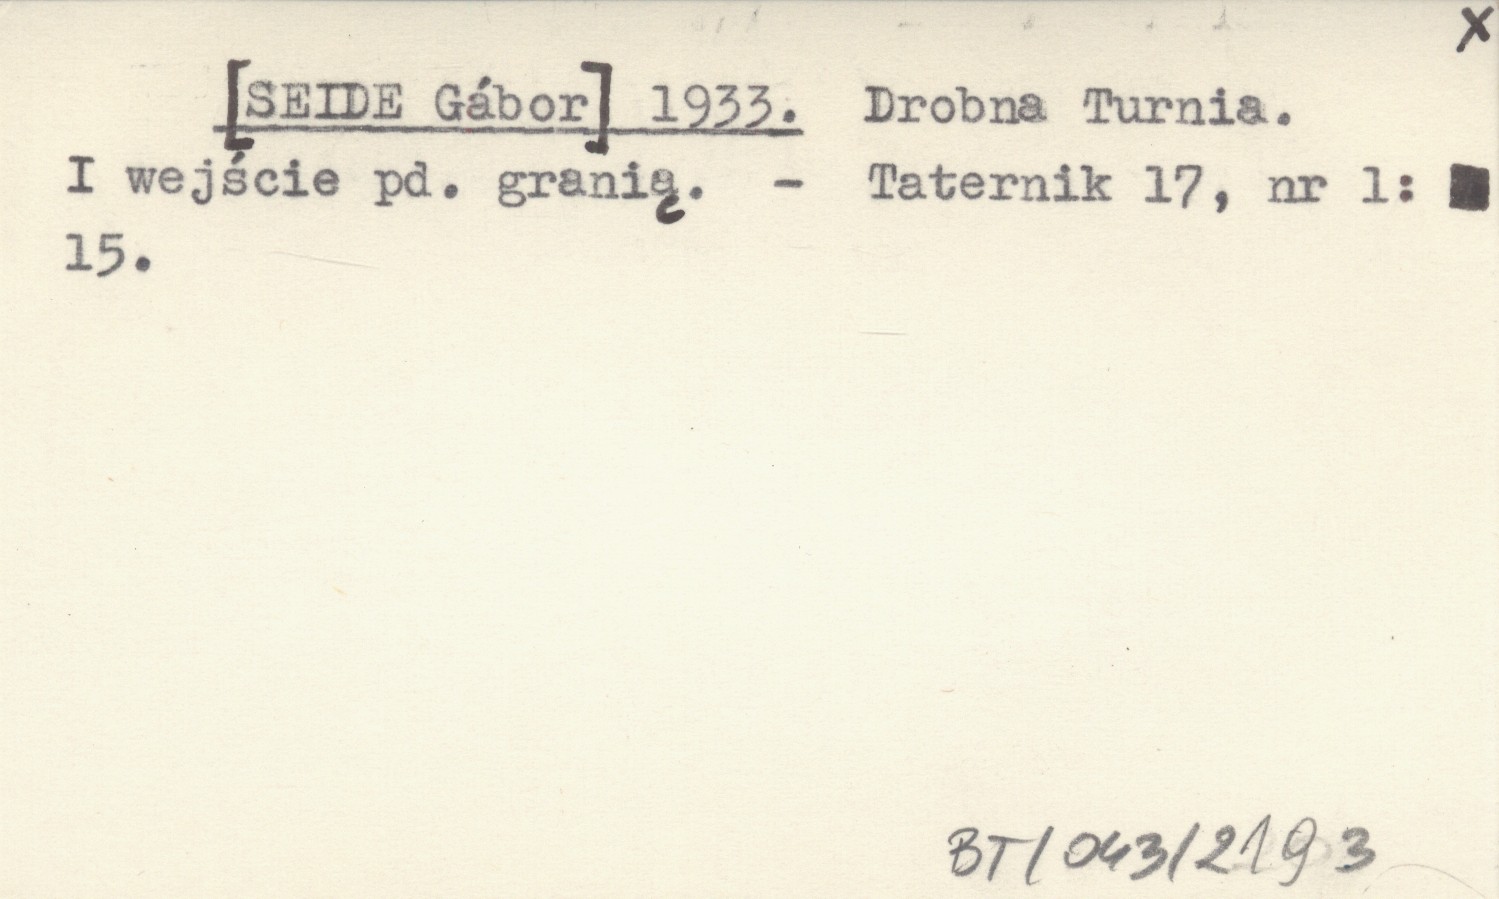 X
[SEIDE Gábor] 1933. Drobna Turnia.
I wejście pd. granią. - Taternik 17, nr 1:
15.
BT/043/2193